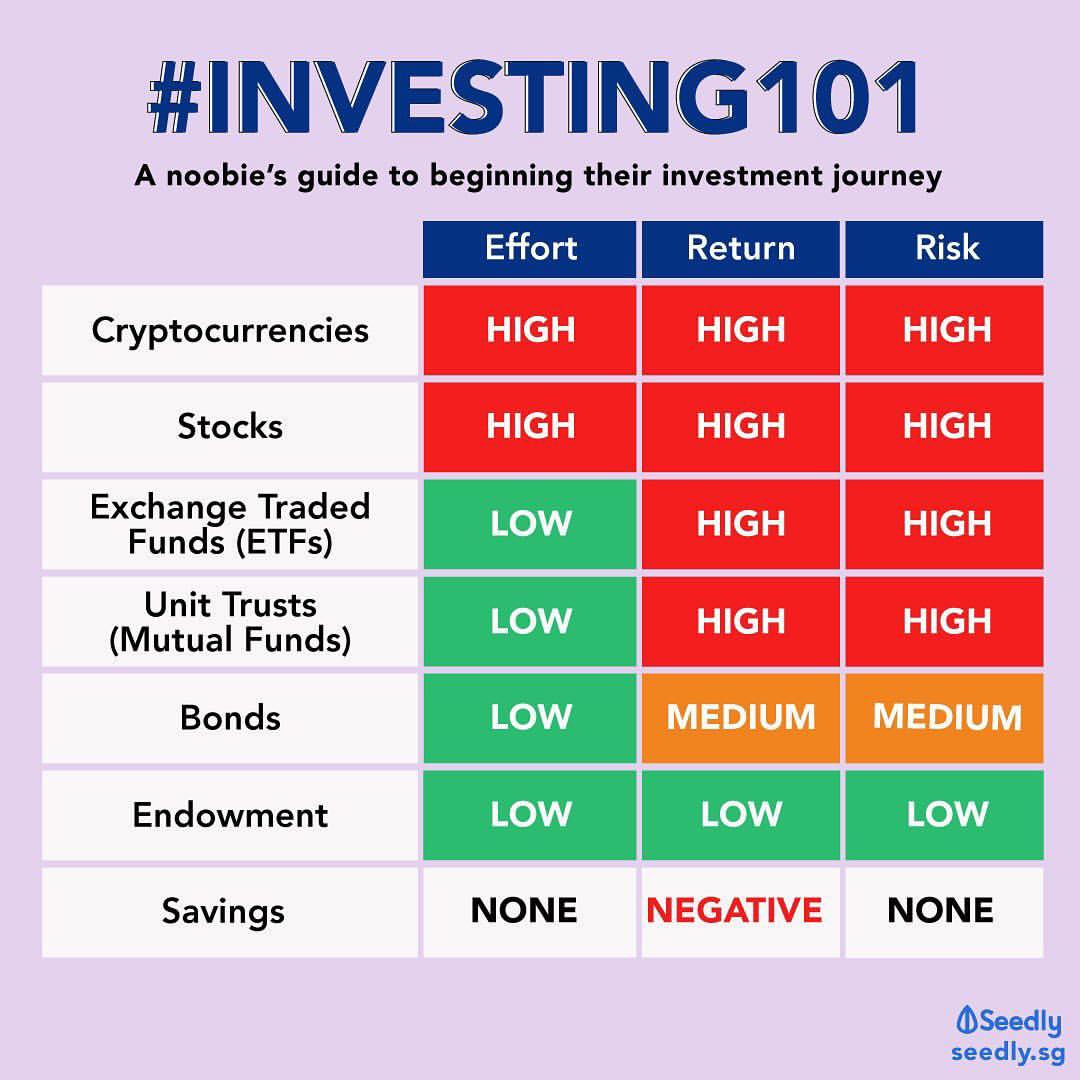 #INVESTING101
A noobie's guide to beginning their investment journey
Effort Return Risk
Cryptocurrencies HIGH HIGH HIGH
Stocks HIGH HIGH HIGH
Exchange Traded
Funds (ETFs) LOW HIGH HIGH
Unit Trusts
(Mutual Funds) LOW HIGH HIGH
Bonds LOW MEDIUM MEDIUM
Endowment LOW LOW LOW
Savings NONE NEGATIVE NONE
Seedly
seedly.sg